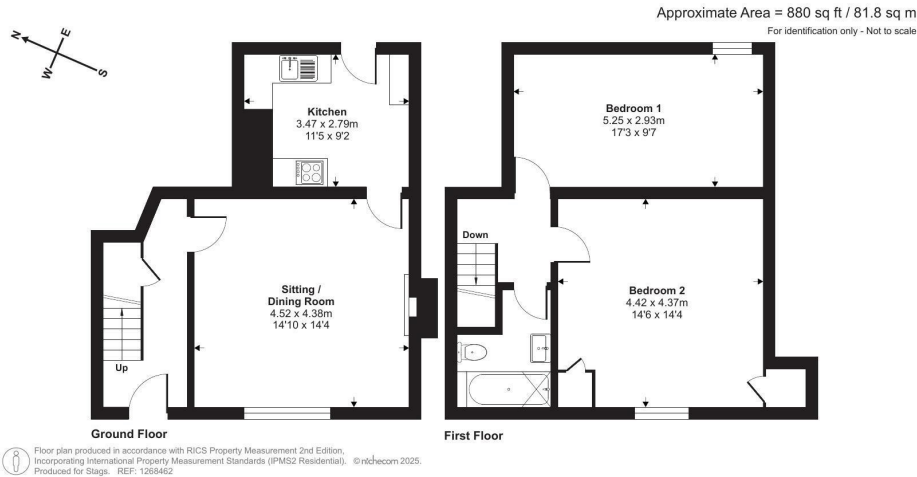 Approximate Area = 880 sq ft / 81.8 sq m
For identification only - Not to scale
N
E
W
S
Kitchen
3.47 x 2.79m
11'5 x 9'2
Sitting /
Dining Room
4.52 x 4.38m
14'10 x 14'4
Up
Ground Floor
Bedroom 1
5.25 x 2.93m
17'3 x 9'7
Down
Bedroom 2
4.42 x 4.37m
14'6 x 14'4
First Floor
Floor plan produced in accordance with RICS Property Measurement 2nd Edition,
Incorporating International Property Measurement Standards (IPMS2 Residential). © nichecom 2025.
Produced for Stags. REF: 1268462